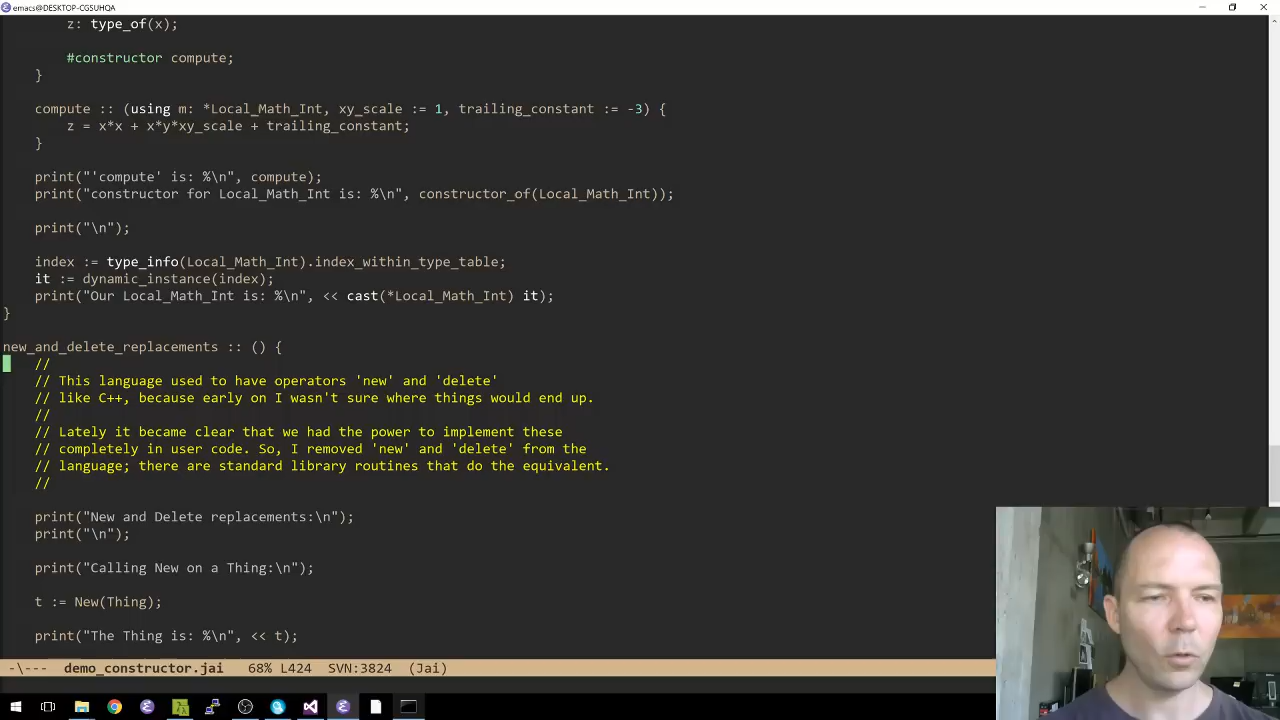 emacs@DESKTOP-CGSUHQA
z: type_of(x);
#constructor compute;
}
compute :: (using m: *Local_Math_Int, xy_scale := 1, trailing_constant := -3) {
z = x*x + x*y*xy_scale + trailing_constant;
}
print("'compute' is: %\n", compute);
print("constructor for Local_Math_Int is: %\n", constructor_of(Local_Math_Int));
print("\n");
index := type_info(Local_Math_Int).index_within_type_table;
it := dynamic_instance(index);
print("Our Local_Math_Int is: %\n", << cast(*Local_Math_Int) it);
}
new_and_delete_replacements :: () {
//
// This language used to have operators 'new' and 'delete'
// like C++, because early on I wasn't sure where things would end up.
//
// Lately it became clear that we had the power to implement these
// completely in user code. So, I removed 'new' and 'delete' from the
// language; there are standard library routines that do the equivalent.
//
print("New and Delete replacements:\n");
print("\n");
print("Calling New on a Thing:\n");
t := New(Thing);
print("The Thing is: %\n", << t);
-\--- demo_constructor.jai 68% L424 SVN:3824 (Jai)